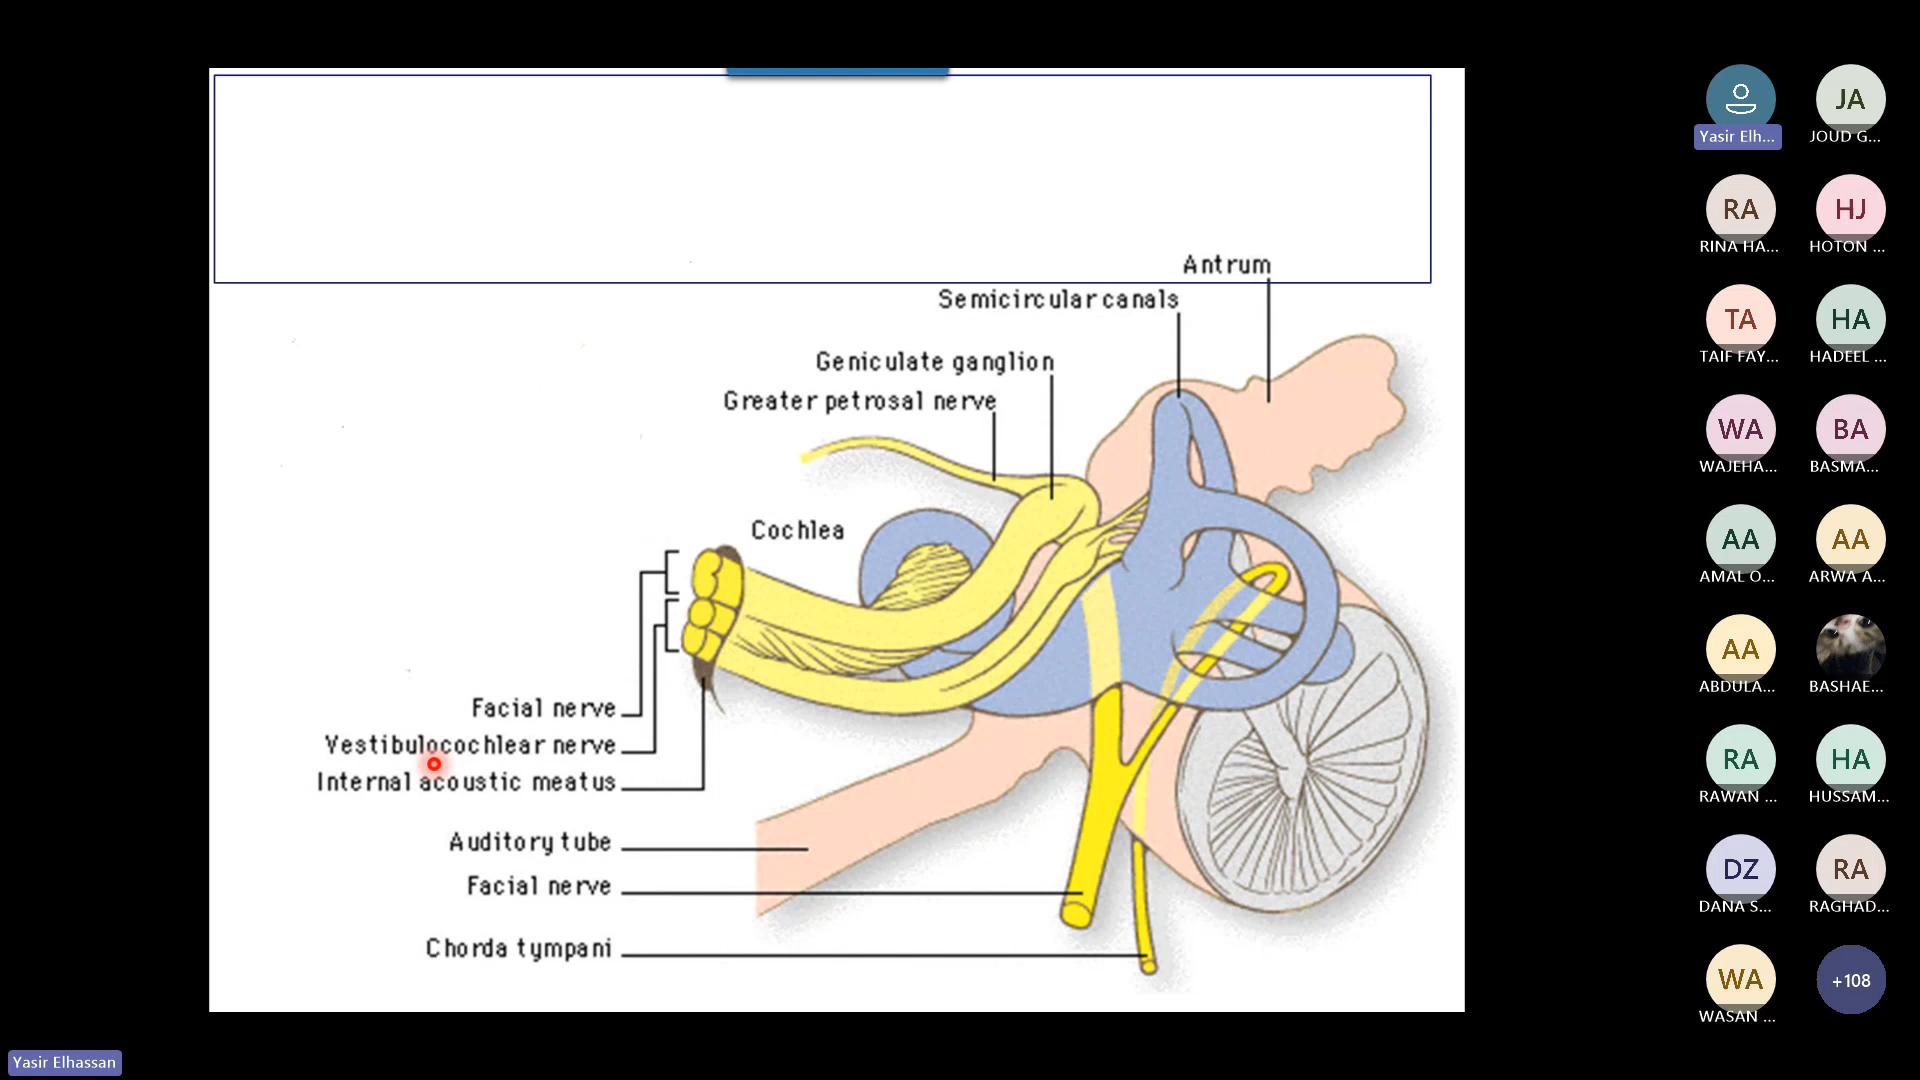 Antrum
Semicircular canals
Geniculate ganglion
Greater petrosal nerve
Cochlea
Facial nerve
Vestibulocochlear nerve
Internal acoustic meatus
Auditory tube
Facial nerve
Chorda tympani
Yasir Elhassan
Yasir Elh...
JA
JOUD G...
RA
RINA HA...
HJ
HOTON ...
TA
TAIF FAY...
HA
HADEEL ...
WA
WAJEHA...
BA
BASMA...
AA
AMAL O...
AA
ARWA A...
AA
ABDULA...
BASHAE...
RA
RAWAN ...
HA
HUSSAM...
DZ
DANA S...
RA
RAGHAD...
WA
WASAN ...
+108